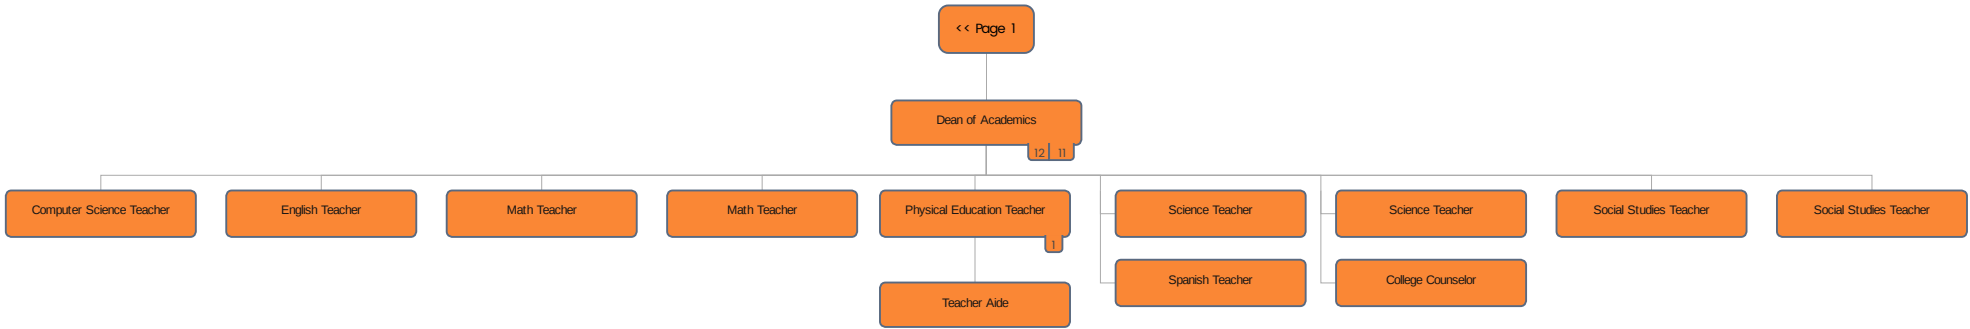 << Page 1
Dean of Academics
12 11
Computer Science Teacher
English Teacher
Math Teacher
Math Teacher
Physical Education Teacher
1
Science Teacher
Science Teacher
Social Studies Teacher
Social Studies Teacher
Teacher Aide
Spanish Teacher
College Counselor